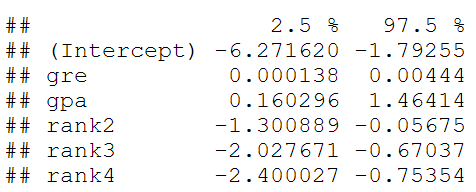 ##                 2.5 %   97.5 %
## (Intercept) -6.271620 -1.79255
## gre          0.000138  0.00444
## gpa          0.160296  1.46414
## rank2       -1.300889 -0.05675
## rank3       -2.027671 -0.67037
## rank4       -2.400027 -0.75354